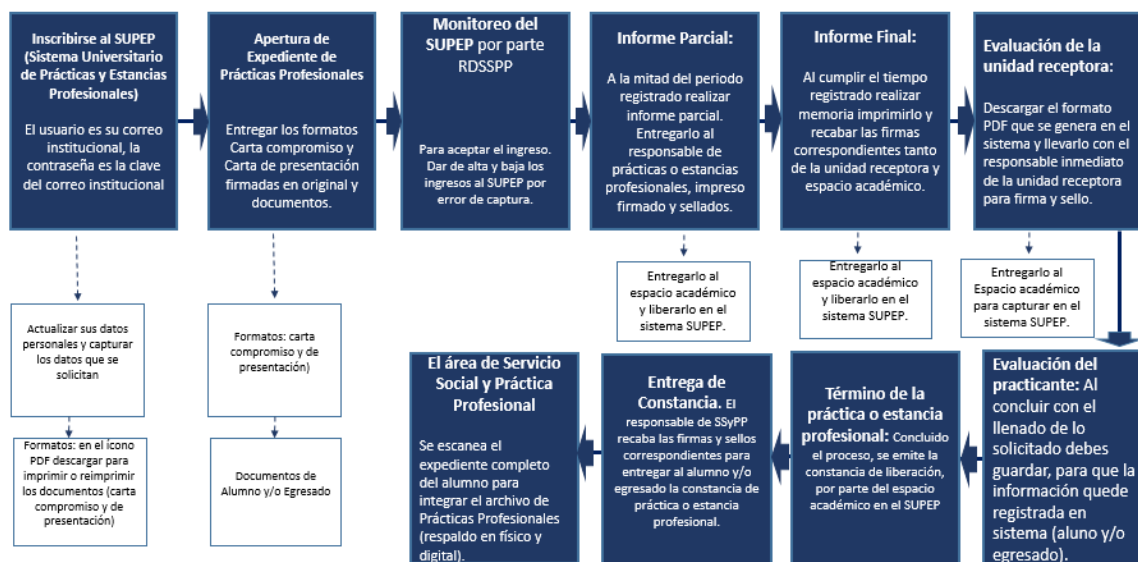 Inscribirse al SUPEP
(Sistema Universitario
de Prácticas y Estancias
Profesionales)
El usuario es su correo
institucional, la
contraseña es la clave
del correo institucional
Apertura de
Expediente de
Prácticas Profesionales
Entregar los formatos
Carta compromiso y
Carta de presentación
firmadas en original y
documentos.
Monitoreo del
SUPEP por parte
RDSSPP
Para aceptar el ingreso.
Dar de alta y baja los
ingresos al SUPEP por
error de captura.
Informe Parcial:
A la mitad del periodo
registrado realizar
informe parcial.
Entregarlo al
responsable de
prácticas o estancias
profesionales, impreso
firmado y sellados.
Informe Final:
Al cumplir el tiempo
registrado realizar
memoria imprimirlo y
recabar las firmas
correspondientes tanto
de la unidad receptora y
espacio académico.
Evaluación de la
unidad receptora:
Descargar el formato
PDF que se genera en el
sistema y llevarlo con el
responsable inmediato
de la unidad receptora
para firma y sello.
Actualizar sus datos
personales y capturar
los datos que se
solicitan
Formatos: en el ícono
PDF descargar para
imprimir o reimprimir
los documentos (carta
compromiso y de
presentación)
Formatos: carta
compromiso y de
presentación)
Documentos de
Alumno y/o Egresado
Entregarlo al
espacio académico
y liberarlo en el
sistema SUPEP.
Entregarlo al
espacio académico
y liberarlo en el
sistema SUPEP.
Entregarlo al
Espacio académico
para capturar en el
sistema SUPEP.
Evaluación del
practicante: Al
concluir con el
llenado de lo
solicitado debes
guardar, para que la
información quede
registrada en
sistema (aluno y/o
egresado).
Término de la
práctica o estancia
profesional: Concluido
el proceso, se emite la
constancia de liberación,
por parte del espacio
académico en el SUPEP
Entrega de
Constancia. El
responsable de SSyPP
recaba las firmas y sellos
correspondientes para
entregar al alumno y/o
egresado la constancia de
práctica o estancia
profesional.
El área de Servicio
Social y Práctica
Profesional
Se escanea el
expediente completo
del alumno para
integrar el archivo de
Prácticas Profesionales
(respaldo en físico y
digital).